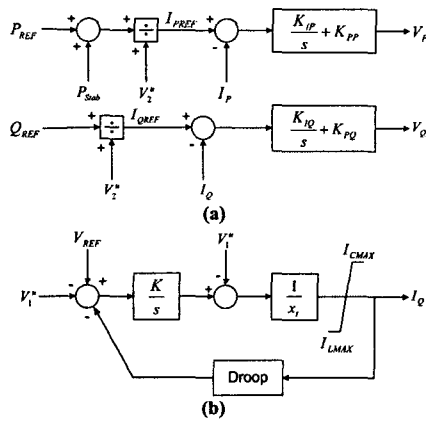 P_REF + + ÷ I_PREF + K_IP/s + K_PP V_P
+ + -
P_Stab V_2" I_P
Q_REF + ÷ I_QREF + K_IQ/s + K_PQ V_Q
+ -
V_2" I_Q
(a)
V_REF V_1" I_CMAX
V_1" - + K/s + - 1/x_t I_Q
- I_LMAX
Droop
(b)